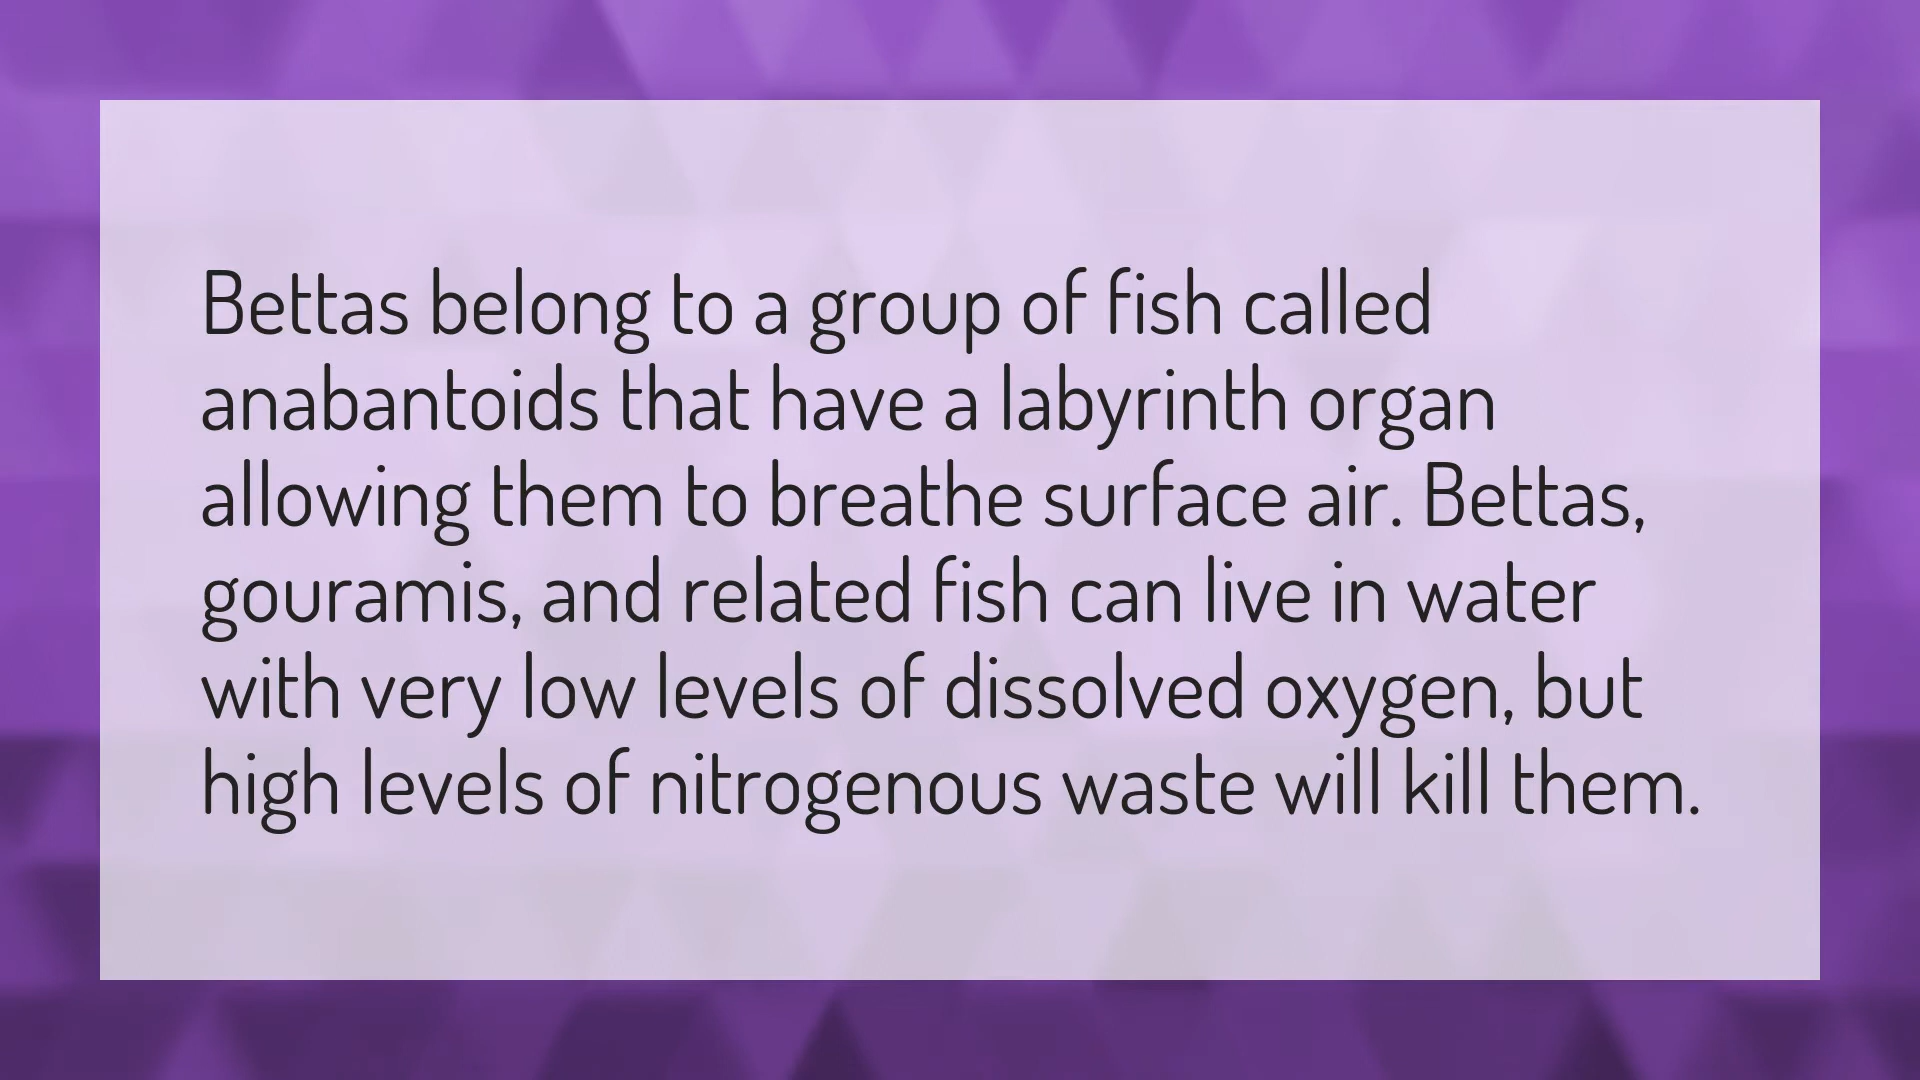 Bettas belong to a group of fish called
anabantoids that have a labyrinth organ
allowing them to breathe surface air. Bettas,
gouramis, and related fish can live in water
with very low levels of dissolved oxygen, but
high levels of nitrogenous waste will kill them.